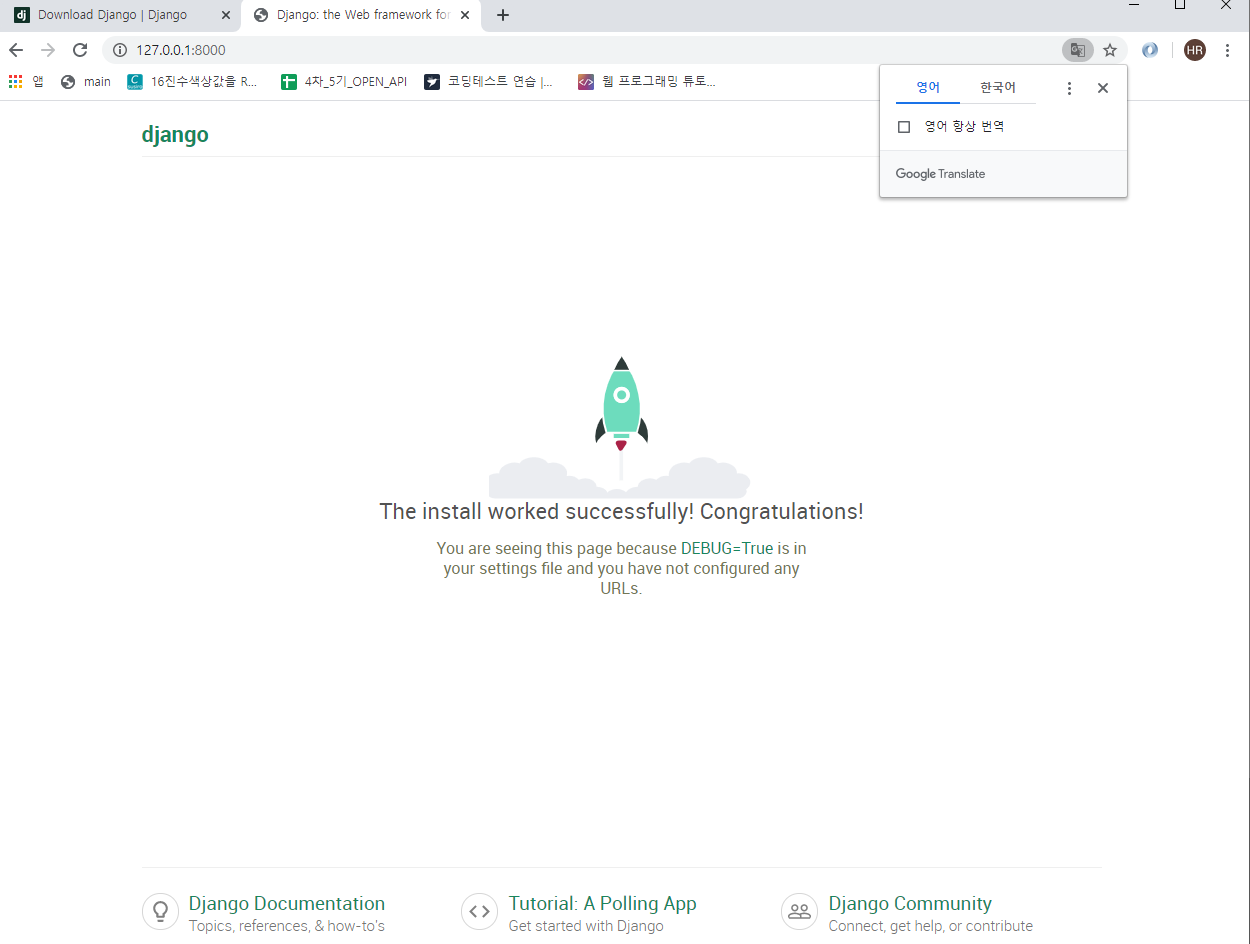 dj Download Django | Django
Django: the Web framework for
127.0.0.1:8000
HR
앱
main
16진수색상값을 R...
4차_5기_OPEN_API
코딩테스트 연습 |...
웹 프로그래밍 튜토...
영어
한국어
영어 항상 번역
Google Translate
django
The install worked successfully! Congratulations!
You are seeing this page because DEBUG=True is in
your settings file and you have not configured any
URLs.
Django Documentation
Topics, references, & how-to's
Tutorial: A Polling App
Get started with Django
Django Community
Connect, get help, or contribute